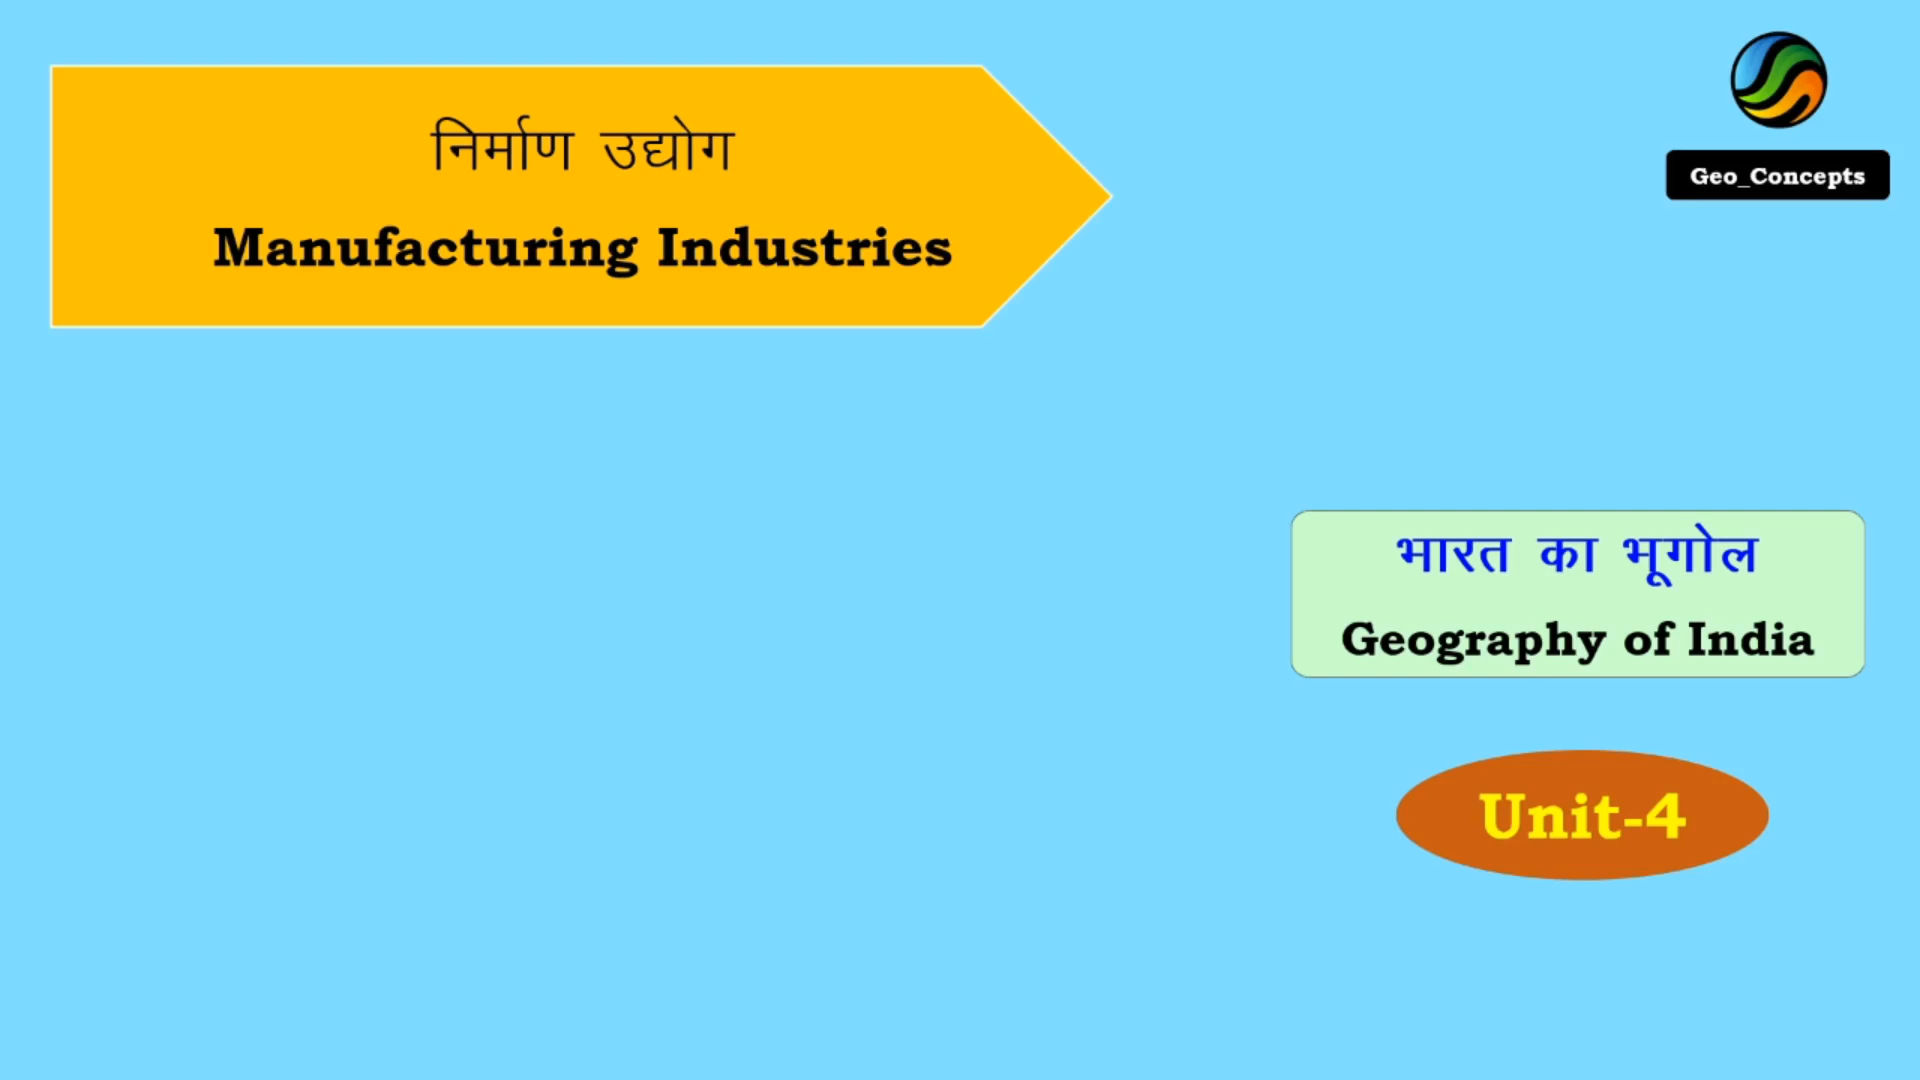 निर्माण उद्योग
Manufacturing Industries
Geo_Concepts
भारत का भूगोल
Geography of India
Unit-4